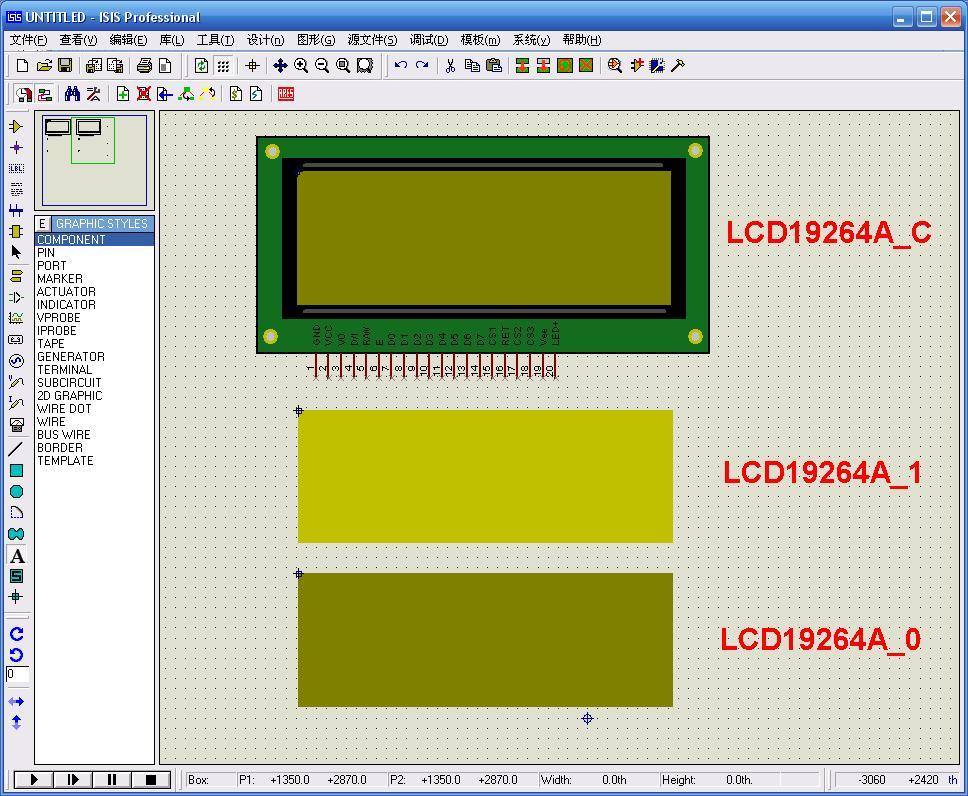 ISIS UNTITLED - ISIS Professional
文件(F) 查看(V) 编辑(E) 库(L) 工具(T) 设计(n) 图形(G) 源文件(S) 调试(D) 模板(m) 系统(y) 帮助(H)
ARES
LBL
E GRAPHIC STYLES
COMPONENT
PIN
PORT
MARKER
ACTUATOR
INDICATOR
VPROBE
IPROBE
TAPE
GENERATOR
TERMINAL
SUBCIRCUIT
2D GRAPHIC
WIRE DOT
WIRE
BUS WIRE
BORDER
TEMPLATE
A
S
0
LCD19264A_C
GND VCC V0 D/I R/W E D0 D1 D2 D3 D4 D5 D6 D7 CS1 RET CS2 CS3 Vee LED+
1 2 3 4 5 6 7 8 9 10 11 12 13 14 15 16 17 18 19 20
LCD19264A_1
LCD19264A_0
Box: P1: +1350.0 +2870.0 P2: +1350.0 +2870.0 Width: 0.0th Height: 0.0th. -3060 +2420 th